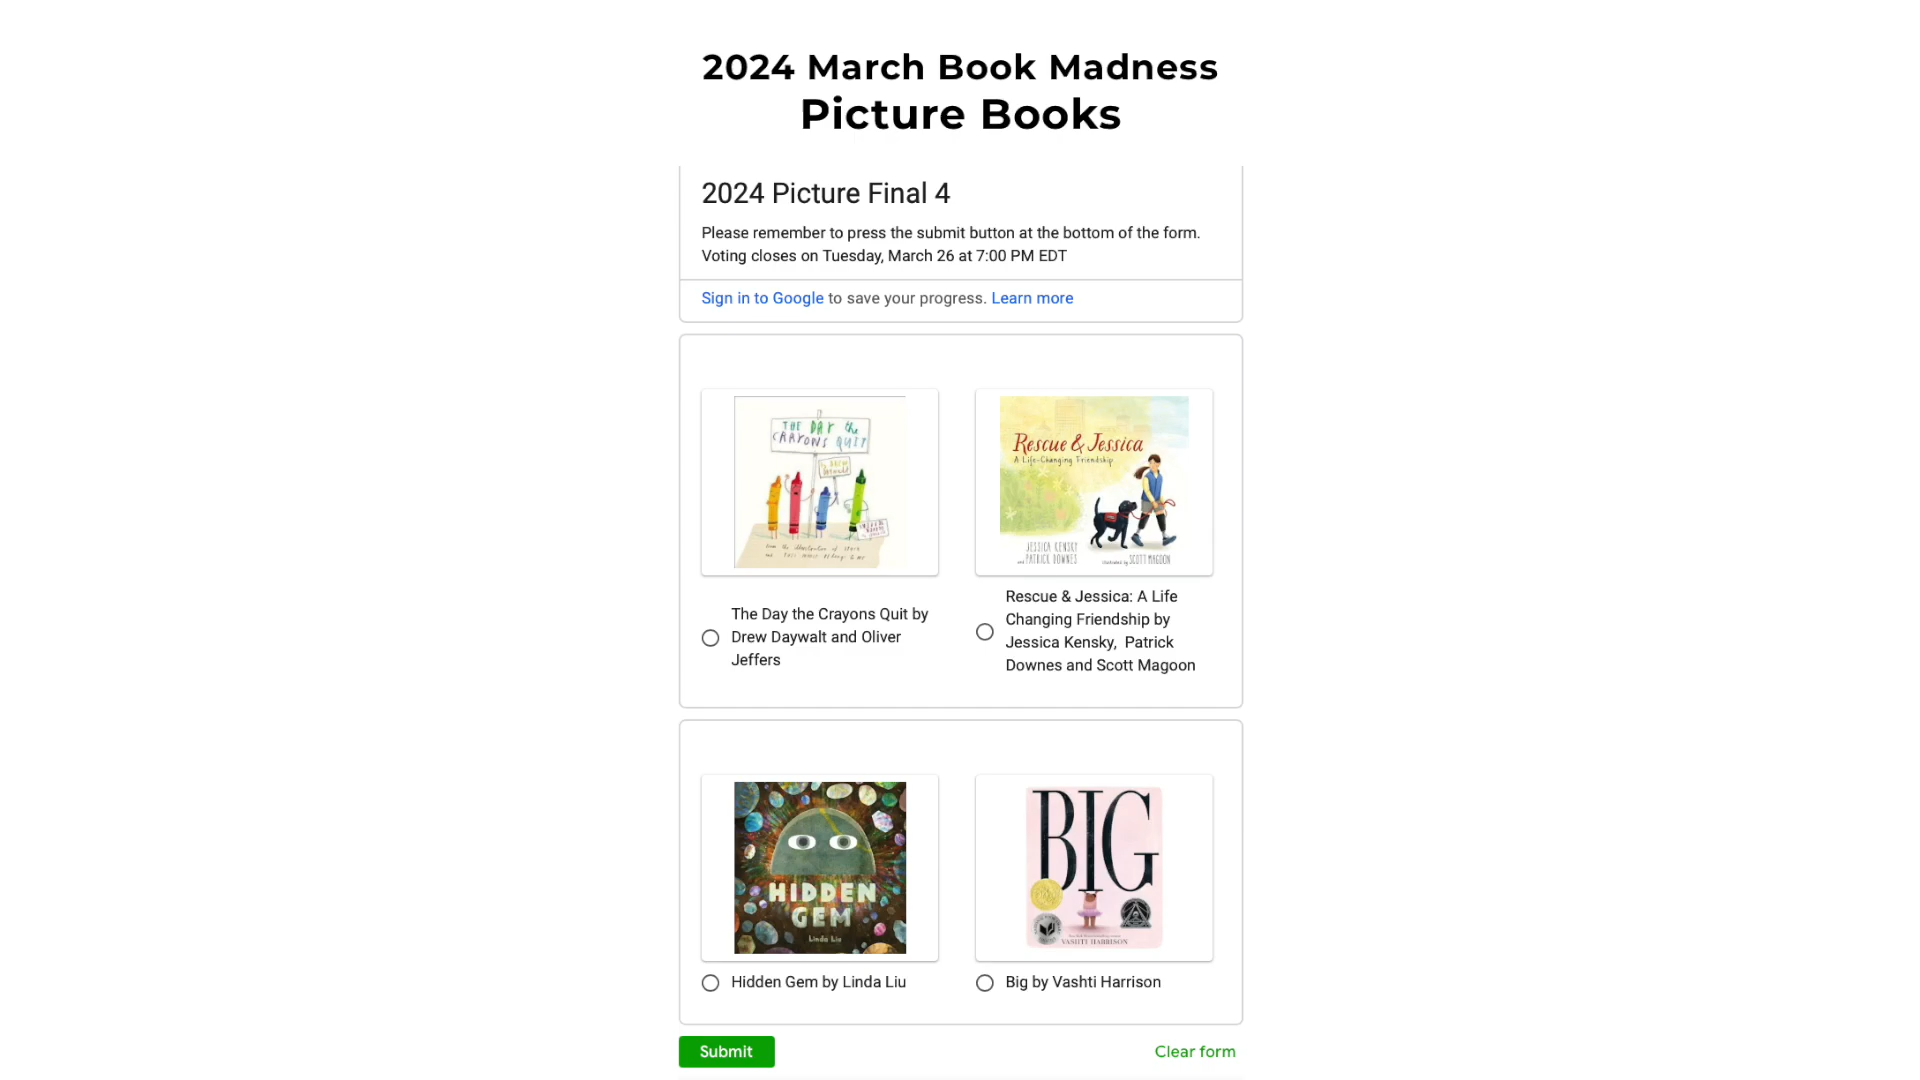 2024 March Book Madness
Picture Books
2024 Picture Final 4
Please remember to press the submit button at the bottom of the form.
Voting closes on Tuesday, March 26 at 7:00 PM EDT
Sign in to Google to save your progress. Learn more
THE DAY the
CRAYONS QUIT
Rescue & Jessica
A Life-Changing Friendship
JESSICA KENSKY
and PATRICK DOWNES
illustrated by SCOTT MAGOON
The Day the Crayons Quit by
Drew Daywalt and Oliver
Jeffers
Rescue & Jessica: A Life
Changing Friendship by
Jessica Kensky,  Patrick
Downes and Scott Magoon
HIDDEN
GEM
Linda Liu
BIG
VASHTI HARRISON
Hidden Gem by Linda Liu
Big by Vashti Harrison
Submit
Clear form